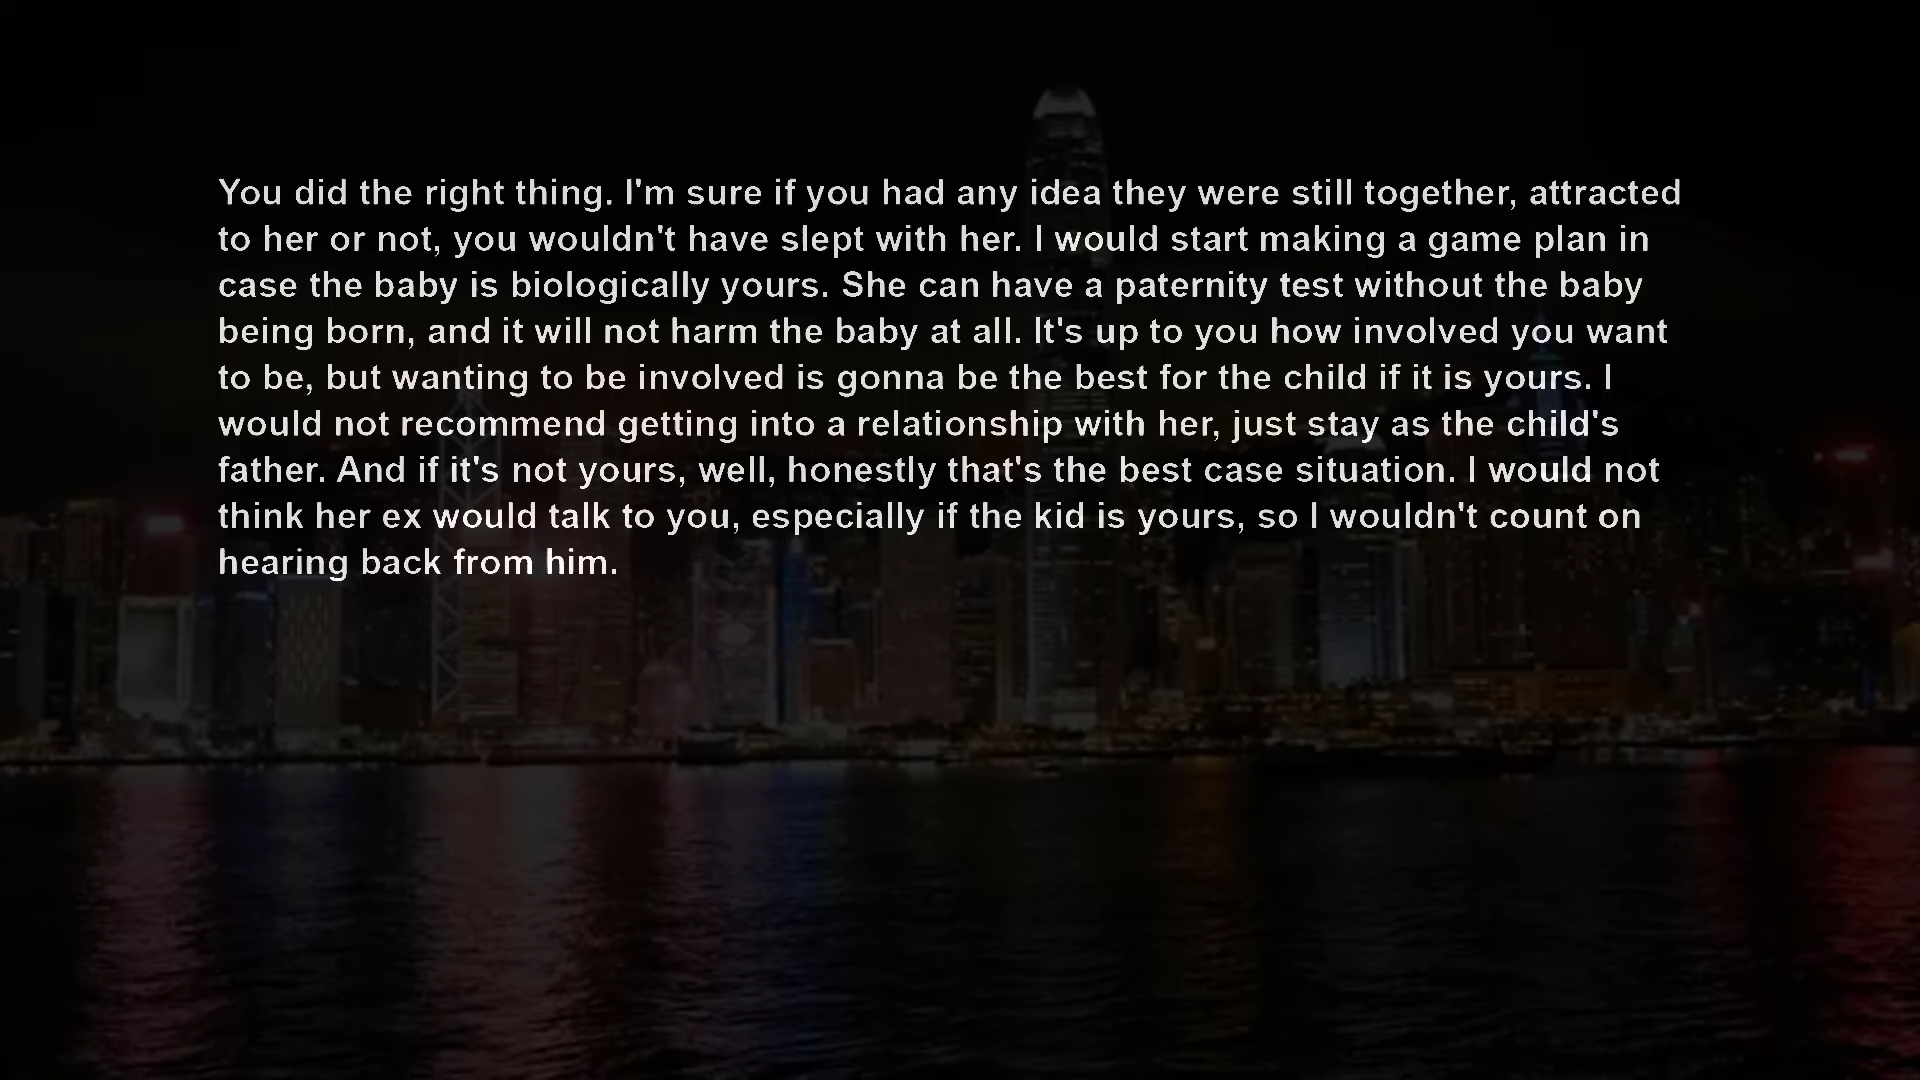 You did the right thing. I'm sure if you had any idea they were still together, attracted
to her or not, you wouldn't have slept with her. I would start making a game plan in
case the baby is biologically yours. She can have a paternity test without the baby
being born, and it will not harm the baby at all. It's up to you how involved you want
to be, but wanting to be involved is gonna be the best for the child if it is yours. I
would not recommend getting into a relationship with her, just stay as the child's
father. And if it's not yours, well, honestly that's the best case situation. I would not
think her ex would talk to you, especially if the kid is yours, so I wouldn't count on
hearing back from him.